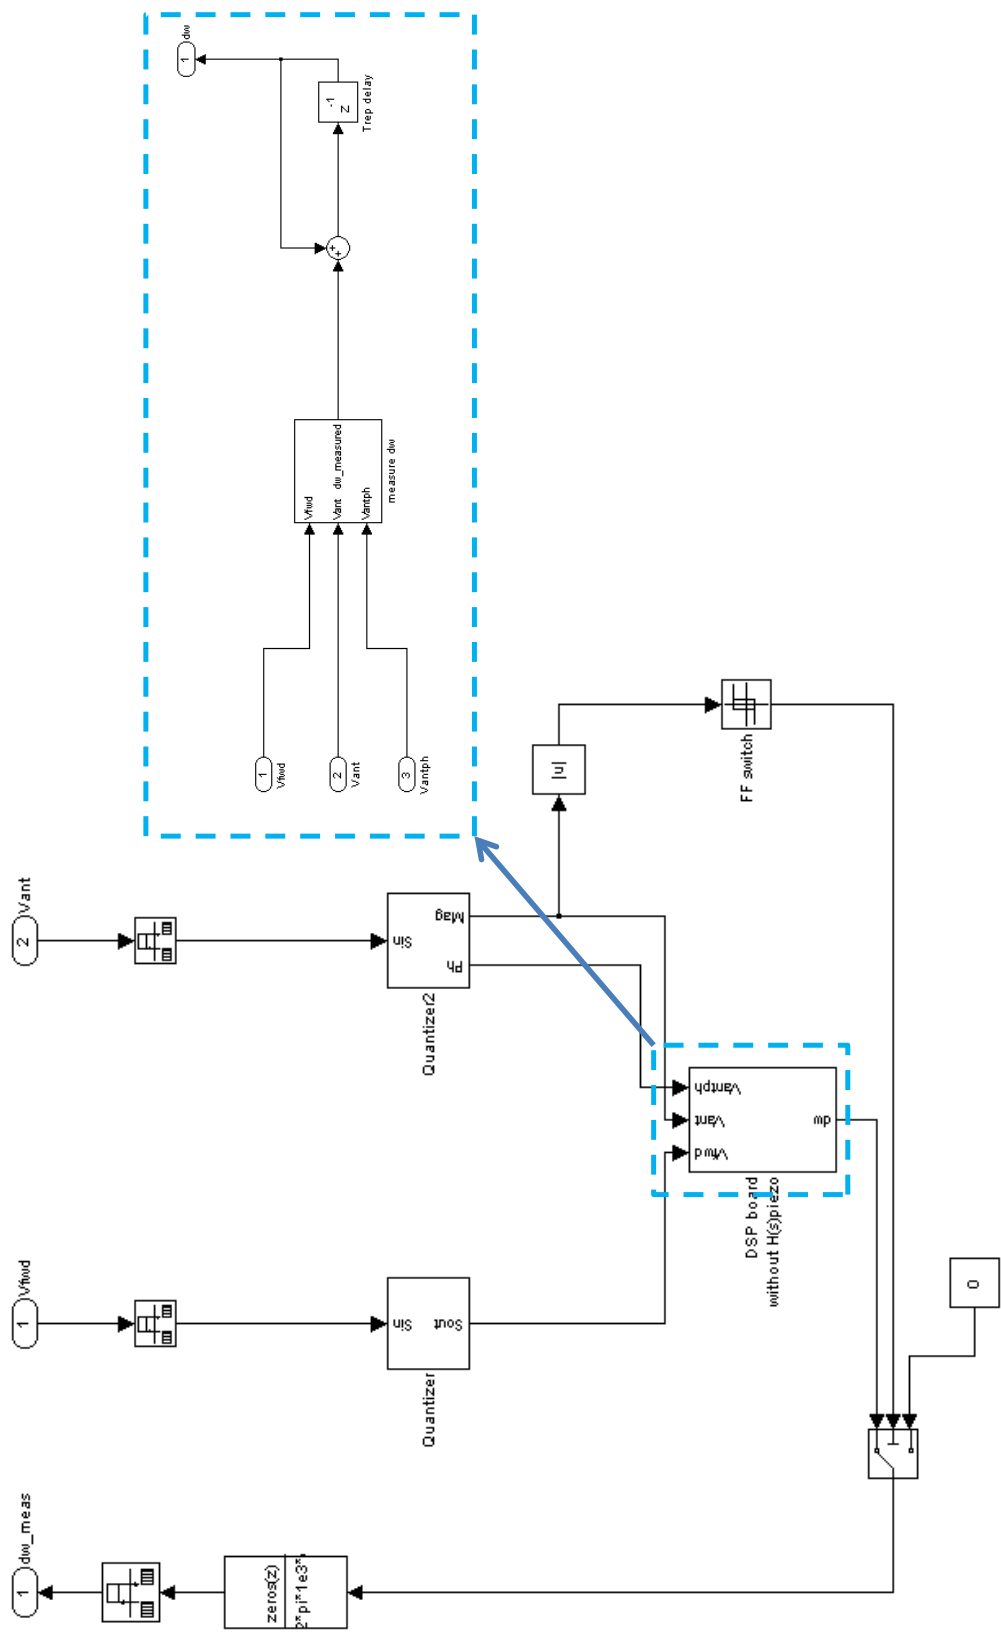 1
dw
-1
z
Trep delay
+
+
Vfwd
Vant dw_measured
Vantph
measure dw
1
Vfwd
2
Vant
3
Vantph
|u|
FF switch
2
Vant
Sin
Mag
Ph
Quantizer2
Vantph
Vant
Vfwd
dw
DSP board
without H(s)piezo
1
Vfwd
Sin
Sout
Quantizer
0
1
dw_meas
zeros(z)
2*pi*1e3*